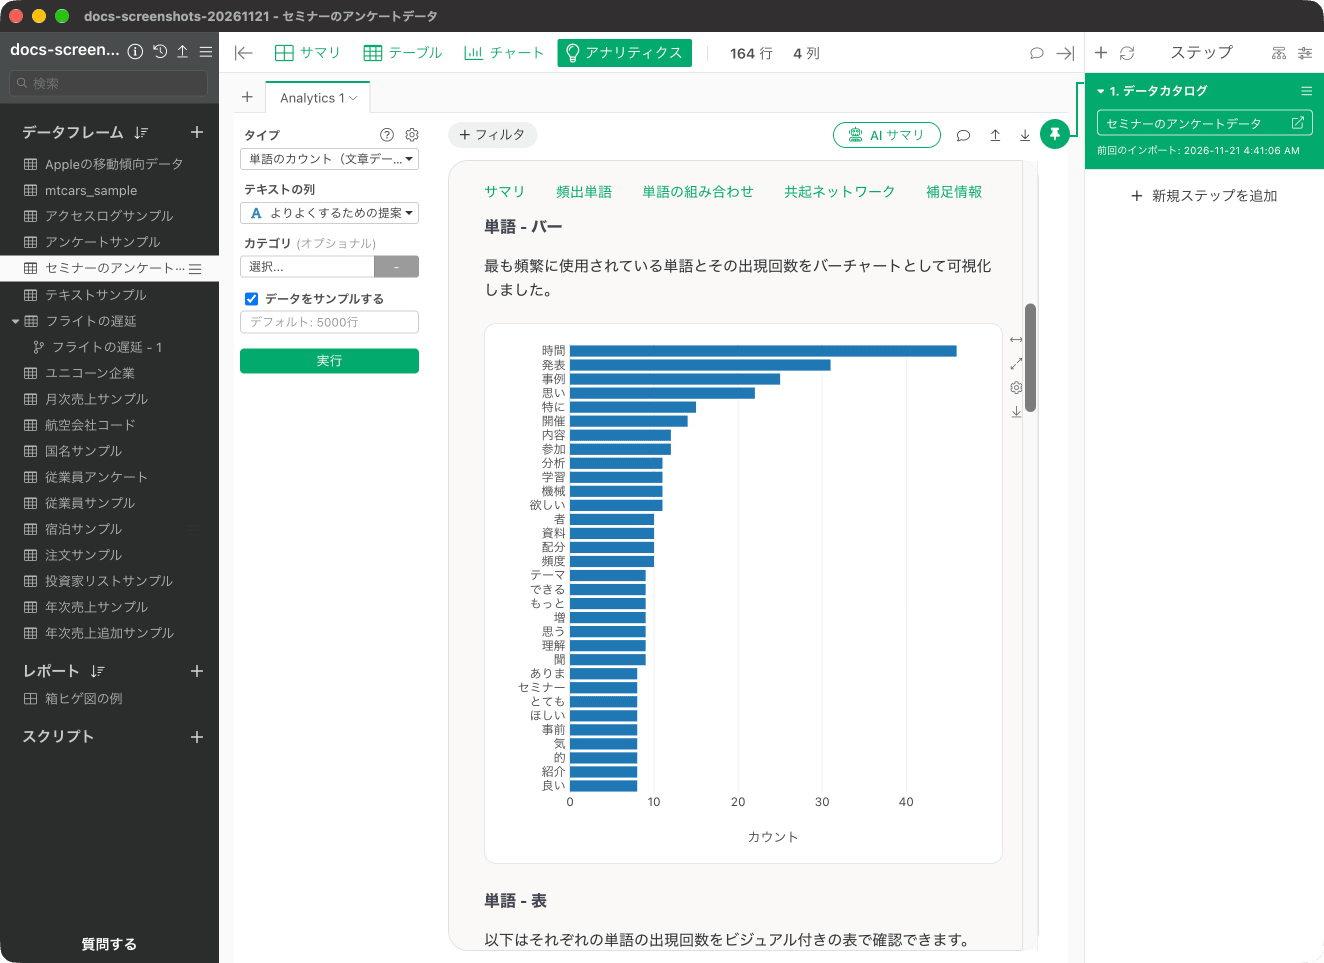 docs-screenshots-20261121 - セミナーのアンケートデータ
docs-screen...
検索
データフレーム
Appleの移動傾向データ
mtcars_sample
アクセスログサンプル
アンケートサンプル
セミナーのアンケート…
テキストサンプル
フライトの遅延
フライトの遅延 - 1
ユニコーン企業
月次売上サンプル
航空会社コード
国名サンプル
従業員アンケート
従業員サンプル
宿泊サンプル
注文サンプル
投資家リストサンプル
年次売上サンプル
年次売上追加サンプル
レポート
箱ヒゲ図の例
スクリプト
質問する
サマリ
テーブル
チャート
アナリティクス
164 行
4 列
Analytics 1
タイプ
単語のカウント（文章デー...
テキストの列
A よりよくするための提案
カテゴリ (オプショナル)
選択...
-
データをサンプルする
デフォルト: 5000行
実行
+ フィルタ
AI サマリ
サマリ
頻出単語
単語の組み合わせ
共起ネットワーク
補足情報
単語 - バー
最も頻繁に使用されている単語とその出現回数をバーチャートとして可視化
しました。
時間
発表
事例
思い
特に
開催
内容
参加
分析
学習
機械
欲しい
者
資料
配分
頻度
テーマ
できる
もっと
増
思う
理解
聞
ありま
セミナー
とても
ほしい
事前
気
的
紹介
良い
0
10
20
30
40
カウント
単語 - 表
以下はそれぞれの単語の出現回数をビジュアル付きの表で確認できます。
ステップ
1. データカタログ
セミナーのアンケートデータ
前回のインポート: 2026-11-21 4:41:06 AM
+ 新規ステップを追加